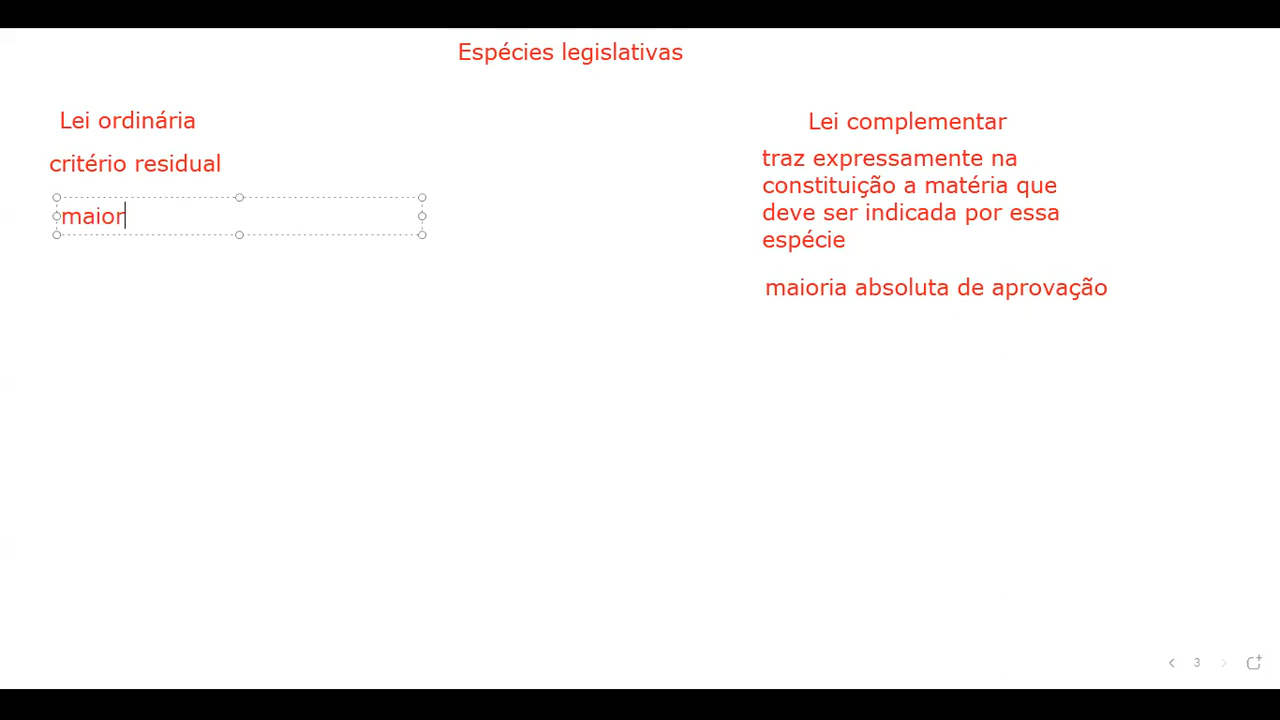 Espécies legislativas
Lei ordinária
critério residual
maior
Lei complementar
traz expressamente na
constituição a matéria que
deve ser indicada por essa
espécie
maioria absoluta de aprovação
3